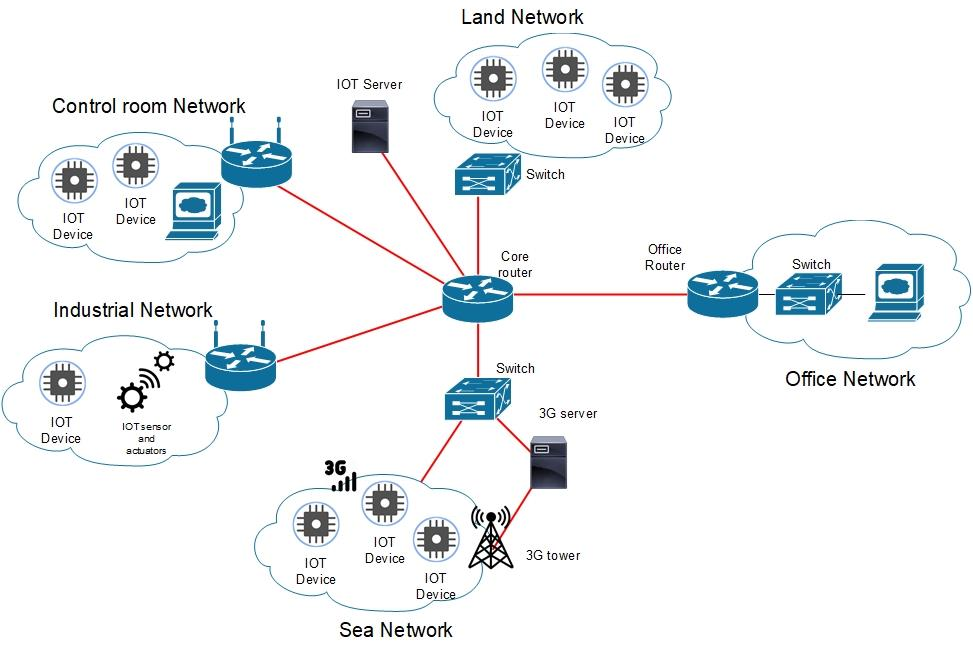 Land Network
IOT
Device
IOT
Device
IOT
Device
Switch
IOT Server
Control room Network
IOT
Device
IOT
Device
Core
router
Office
Router
Switch
Office Network
Industrial Network
IOT
Device
IOT sensor
and
actuators
Switch
3G server
3G
IOT
Device
IOT
Device
IOT
Device
3G tower
Sea Network